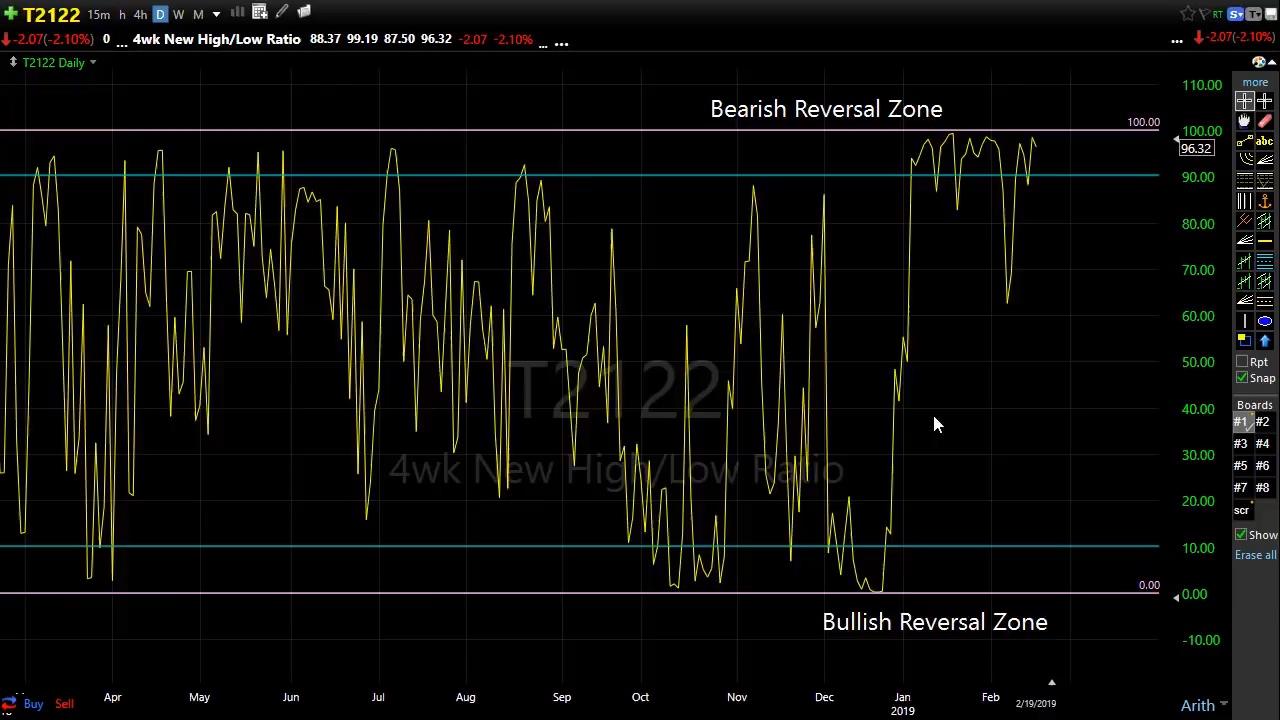 T2122 15m h 4h D W M RT S T
-2.07(-2.10%) 0 ... 4wk New High/Low Ratio 88.37 99.19 87.50 96.32 -2.07 -2.10% ... ... ... -2.07(-2.10%)
T2122 Daily
more
110.00
Bearish Reversal Zone
100.00
100.00
96.32
abc
90.00
80.00
70.00
60.00
50.00
Rpt
Snap
T2122
40.00
Boards
#1 #2
#3 #4
30.00
4wk New High/Low Ratio
#5 #6
#7 #8
20.00
scr
10.00
Show
Erase all
0.00
0.00
Bullish Reversal Zone
-10.00
Apr May Jun Jul Aug Sep Oct Nov Dec Jan Feb
Buy Sell
2019
2/19/2019
Arith